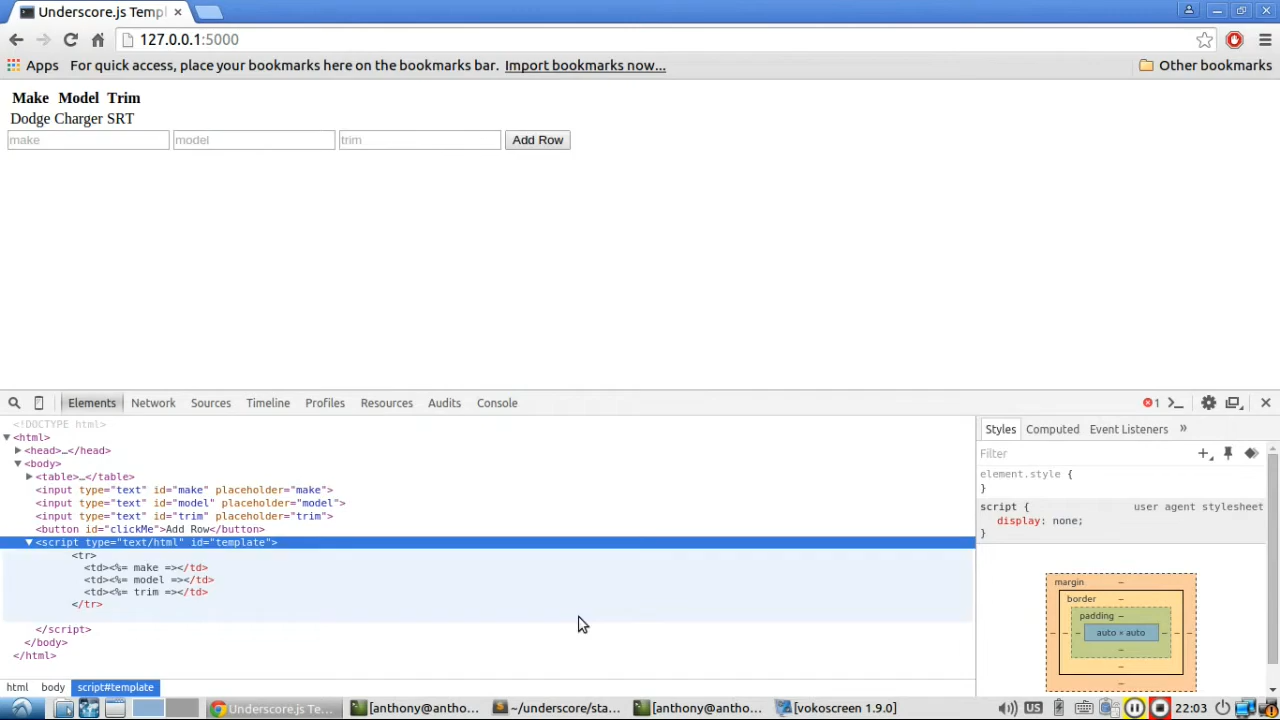 Underscore.js Templ
127.0.0.1:5000
Apps For quick access, place your bookmarks here on the bookmarks bar. Import bookmarks now... Other bookmarks
Make Model Trim
Dodge Charger SRT
make model trim Add Row
Elements Network Sources Timeline Profiles Resources Audits Console 1
<!DOCTYPE html>
<html>
<head>…</head>
<body>
<table>…</table>
<input type="text" id="make" placeholder="make">
<input type="text" id="model" placeholder="model">
<input type="text" id="trim" placeholder="trim">
<button id="clickMe">Add Row</button>
<script type="text/html" id="template">
<tr>
<td><%= make =></td>
<td><%= model =></td>
<td><%= trim =></td>
</tr>
</script>
</body>
</html>
html body script#template
Styles Computed Event Listeners »
Filter
element.style {
}
script { user agent stylesheet
display: none;
}
margin –
border –
padding –
– – – auto × auto – – –
–
–
–
Underscore.js Te... [anthony@antho... ~/underscore/sta... [anthony@antho... [vokoscreen 1.9.0] US 22:03